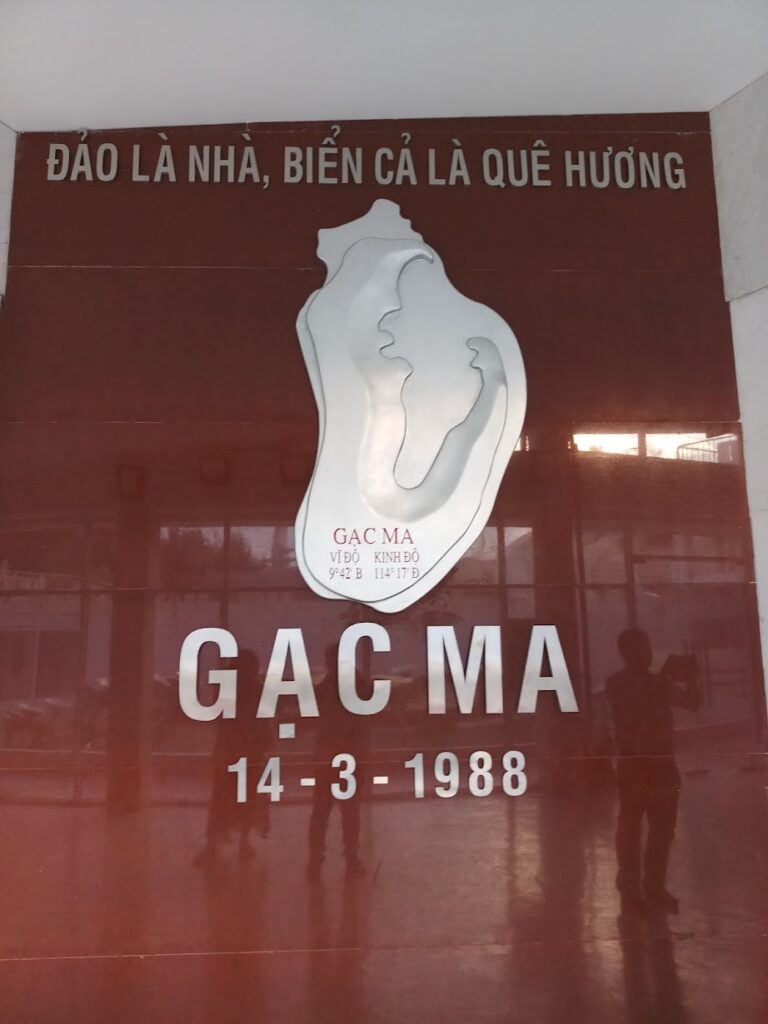 ĐẢO LÀ NHÀ, BIỂN CẢ LÀ QUÊ HƯƠNG
GẠC MA
VĨ ĐỘ KINH ĐỘ
9°42' B 114°17' Đ
GẠC MA
14 - 3 - 1988